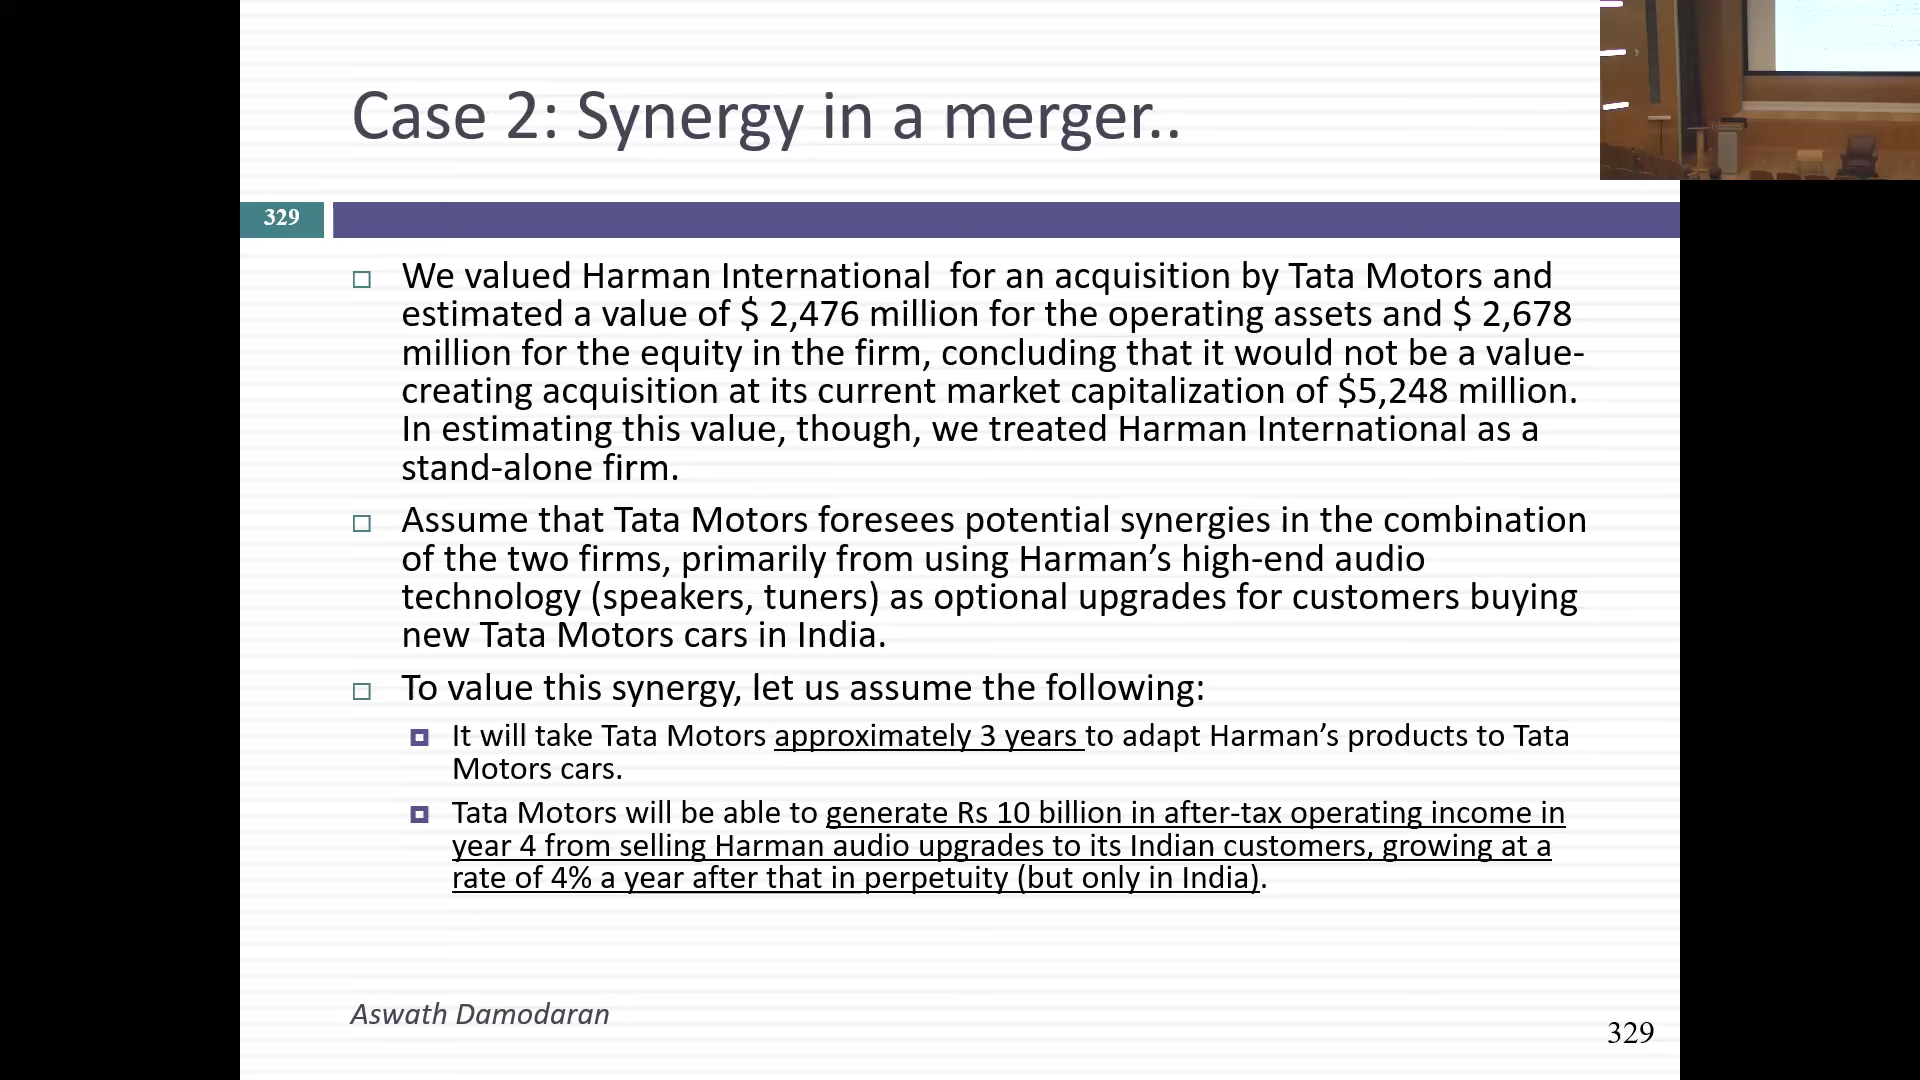 Case 2: Synergy in a merger..
329
We valued Harman International for an acquisition by Tata Motors and
estimated a value of $ 2,476 million for the operating assets and $ 2,678
million for the equity in the firm, concluding that it would not be a value-
creating acquisition at its current market capitalization of $5,248 million.
In estimating this value, though, we treated Harman International as a
stand-alone firm.
Assume that Tata Motors foresees potential synergies in the combination
of the two firms, primarily from using Harman’s high-end audio
technology (speakers, tuners) as optional upgrades for customers buying
new Tata Motors cars in India.
To value this synergy, let us assume the following:
It will take Tata Motors approximately 3 years to adapt Harman’s products to Tata
Motors cars.
Tata Motors will be able to generate Rs 10 billion in after-tax operating income in
year 4 from selling Harman audio upgrades to its Indian customers, growing at a
rate of 4% a year after that in perpetuity (but only in India).
Aswath Damodaran
329